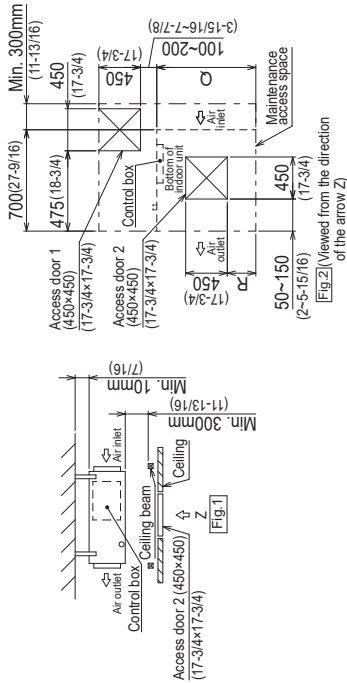 Min. 10mm
(7/16)
Air inlet
Air outlet
Control box
Ceiling beam
Ceiling
Min. 300mm
(11-13/16)
Z
Access door 2 (450×450)
(17-3/4×17-3/4)
Fig.1
Min. 300mm
(11-13/16)
450
(17-3/4)
700(27-9/16)
475(18-3/4)
450
(17-3/4)
100~200
(3-15/16~7-7/8)
Q
Access door 1
(450×450)
(17-3/4×17-3/4)
Control box
Access door 2
(450×450)
(17-3/4×17-3/4)
Bottom of
indoor unit
Air
inlet
Air
outlet
Maintenance
access space
450
(17-3/4)
R
450
(17-3/4)
50~150
(2~5-15/16)
Fig.2 (Viewed from the direction
of the arrow Z)